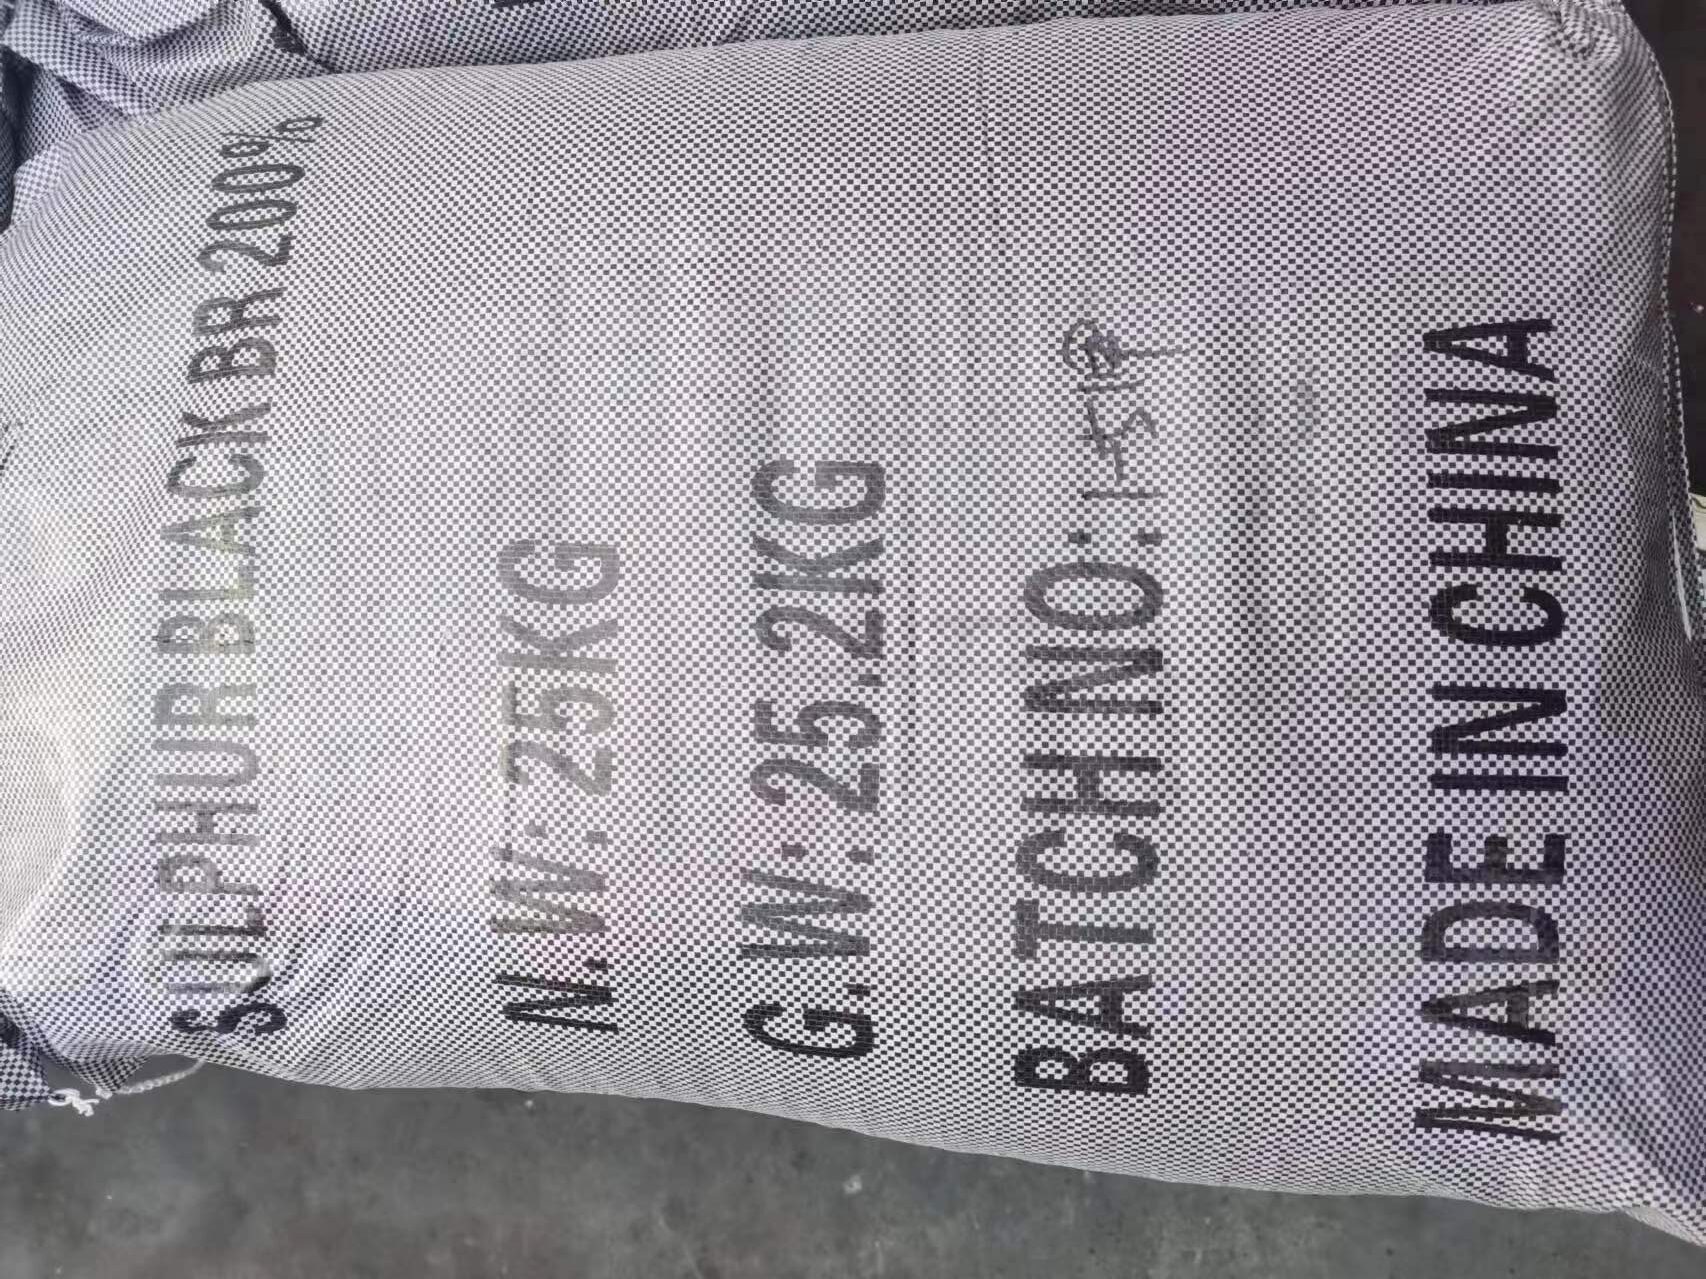 SULPHUR BLACK BR 200%
N.W: 25KG
G.W: 25.2KG
BATCH NO:
MADE IN CHINA